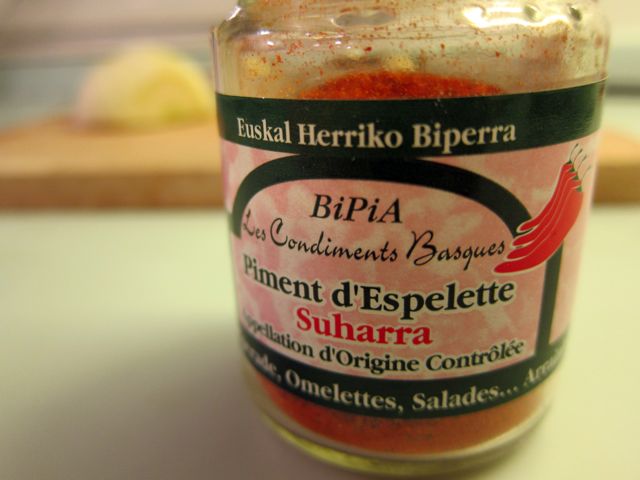 Euskal Herriko Biperra
BiPiA
Les Condiments Basques
Piment d'Espelette
Suharra
Appellation d'Origine Contrôlée
Omelettes, Salades...